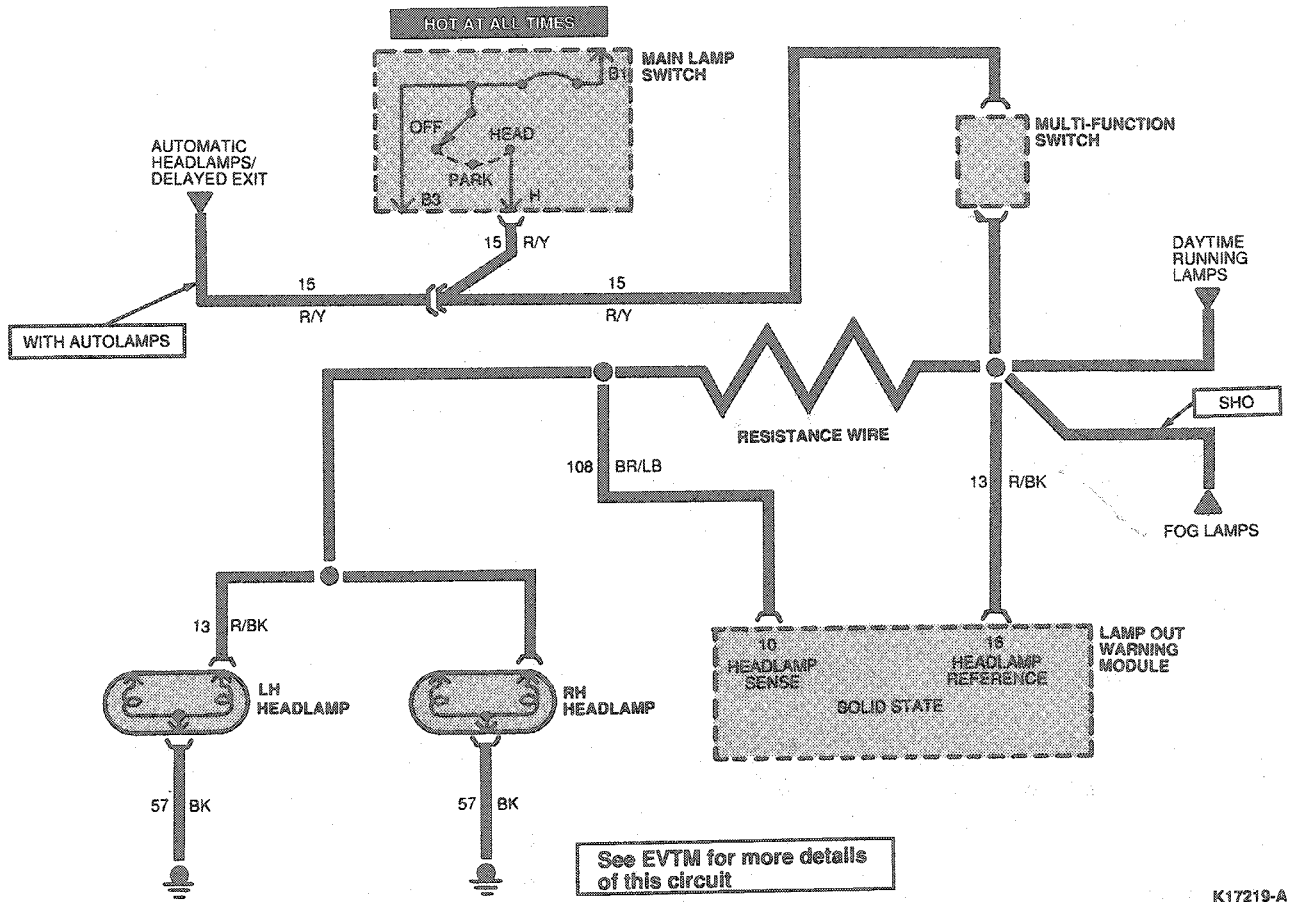 HOT AT ALL TIMES
MAIN LAMP
SWITCH
B1
OFF
HEAD
PARK
B3
H
AUTOMATIC
HEADLAMPS/
DELAYED EXIT
MULTI-FUNCTION
SWITCH
15 R/Y
DAYTIME
RUNNING
LAMPS
15
R/Y
15
R/Y
WITH AUTOLAMPS
SHO
RESISTANCE WIRE
108 BR/LB
13 R/BK
FOG LAMPS
13 R/BK
10
HEADLAMP
SENSE
16
HEADLAMP
REFERENCE
SOLID STATE
LAMP OUT
WARNING
MODULE
LH
HEADLAMP
RH
HEADLAMP
57 BK
57 BK
See EVTM for more details
of this circuit
K17219-A